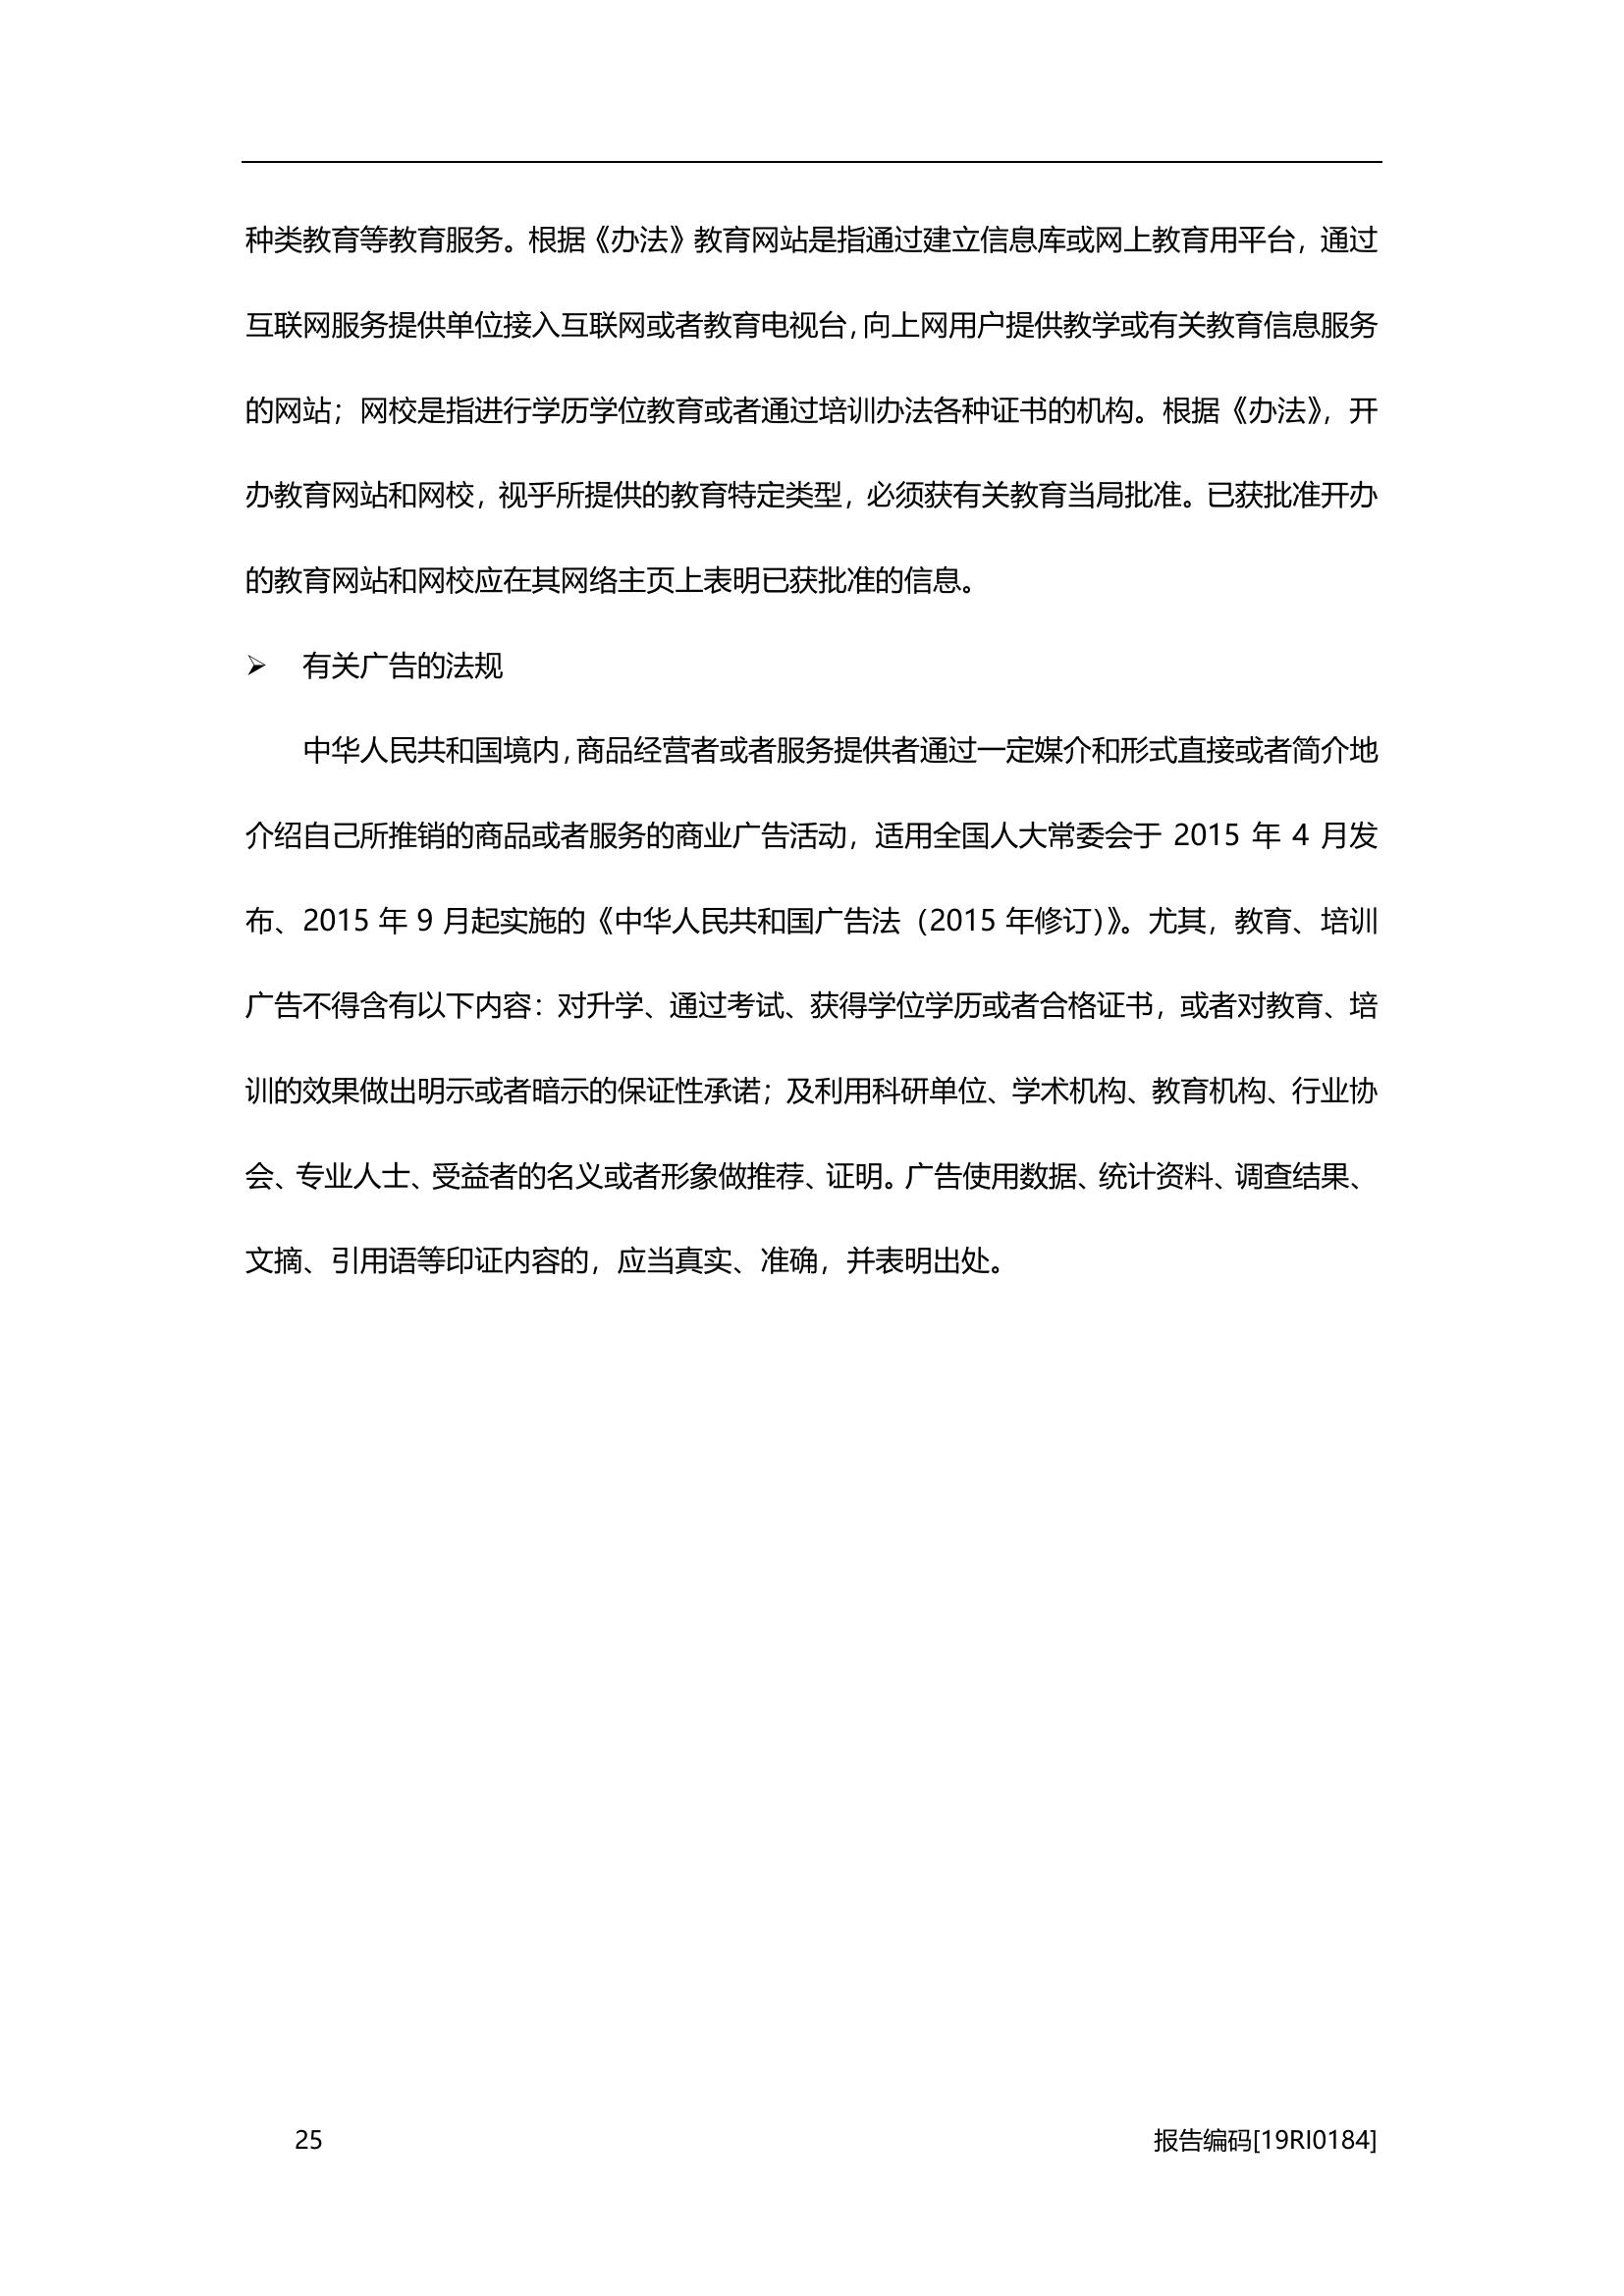 种类教育等教育服务。根据《办法》教育网站是指通过建立信息库或网上教育用平台，通过
互联网服务提供单位接入互联网或者教育电视台，向上网用户提供教学或有关教育信息服务
的网站；网校是指进行学历学位教育或者通过培训办法各种证书的机构。根据《办法》，开
办教育网站和网校，视乎所提供的教育特定类型，必须获有关教育当局批准。已获批准开办
的教育网站和网校应在其网络主页上表明已获批准的信息。
➢ 有关广告的法规
中华人民共和国境内，商品经营者或者服务提供者通过一定媒介和形式直接或者简介地
介绍自己所推销的商品或者服务的商业广告活动，适用全国人大常委会于 2015 年 4 月发
布、2015 年 9 月起实施的《中华人民共和国广告法（2015 年修订）》。尤其，教育、培训
广告不得含有以下内容：对升学、通过考试、获得学位学历或者合格证书，或者对教育、培
训的效果做出明示或者暗示的保证性承诺；及利用科研单位、学术机构、教育机构、行业协
会、专业人士、受益者的名义或者形象做推荐、证明。广告使用数据、统计资料、调查结果、
文摘、引用语等印证内容的，应当真实、准确，并表明出处。
25 报告编码[19RI0184]